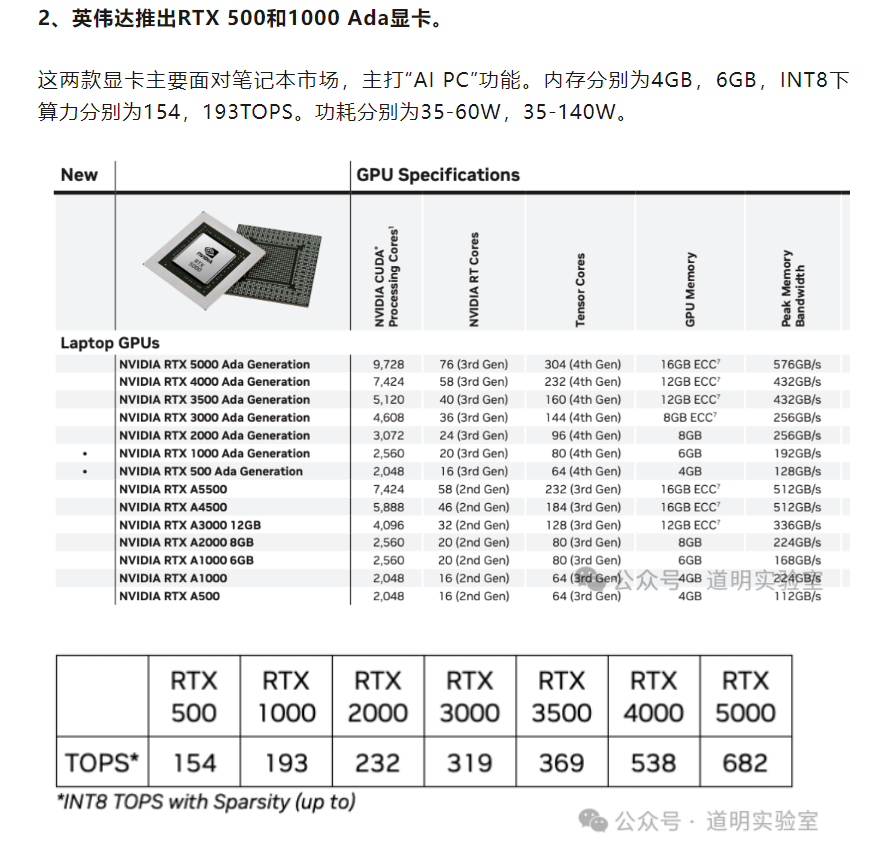 2、英伟达推出RTX 500和1000 Ada显卡。
这两款显卡主要面对笔记本市场，主打“AI PC”功能。内存分别为4GB，6GB，INT8下
算力分别为154，193TOPS。功耗分别为35-60W，35-140W。
New GPU Specifications
NVIDIA RTX 5000
NVIDIA CUDA® Processing Cores¹ NVIDIA RT Cores Tensor Cores GPU Memory Peak Memory Bandwidth
Laptop GPUs
NVIDIA RTX 5000 Ada Generation 9,728 76 (3rd Gen) 304 (4th Gen) 16GB ECC⁷ 576GB/s
NVIDIA RTX 4000 Ada Generation 7,424 58 (3rd Gen) 232 (4th Gen) 12GB ECC⁷ 432GB/s
NVIDIA RTX 3500 Ada Generation 5,120 40 (3rd Gen) 160 (4th Gen) 12GB ECC⁷ 432GB/s
NVIDIA RTX 3000 Ada Generation 4,608 36 (3rd Gen) 144 (4th Gen) 8GB ECC⁷ 256GB/s
NVIDIA RTX 2000 Ada Generation 3,072 24 (3rd Gen) 96 (4th Gen) 8GB 256GB/s
• NVIDIA RTX 1000 Ada Generation 2,560 20 (3rd Gen) 80 (4th Gen) 6GB 192GB/s
• NVIDIA RTX 500 Ada Generation 2,048 16 (3rd Gen) 64 (4th Gen) 4GB 128GB/s
NVIDIA RTX A5500 7,424 58 (2nd Gen) 232 (3rd Gen) 16GB ECC⁷ 512GB/s
NVIDIA RTX A4500 5,888 46 (2nd Gen) 184 (3rd Gen) 16GB ECC⁷ 512GB/s
NVIDIA RTX A3000 12GB 4,096 32 (2nd Gen) 128 (3rd Gen) 12GB ECC⁷ 336GB/s
NVIDIA RTX A2000 8GB 2,560 20 (2nd Gen) 80 (3rd Gen) 8GB 224GB/s
NVIDIA RTX A1000 6GB 2,560 20 (2nd Gen) 80 (3rd Gen) 6GB 168GB/s
NVIDIA RTX A1000 2,048 16 (2nd Gen) 64 (3rd Gen) 4GB 224GB/s
公众号 · 道明实验室
NVIDIA RTX A500 2,048 16 (2nd Gen) 64 (3rd Gen) 4GB 112GB/s
RTX 500 RTX 1000 RTX 2000 RTX 3000 RTX 3500 RTX 4000 RTX 5000
TOPS* 154 193 232 319 369 538 682
*INT8 TOPS with Sparsity (up to)
公众号 · 道明实验室